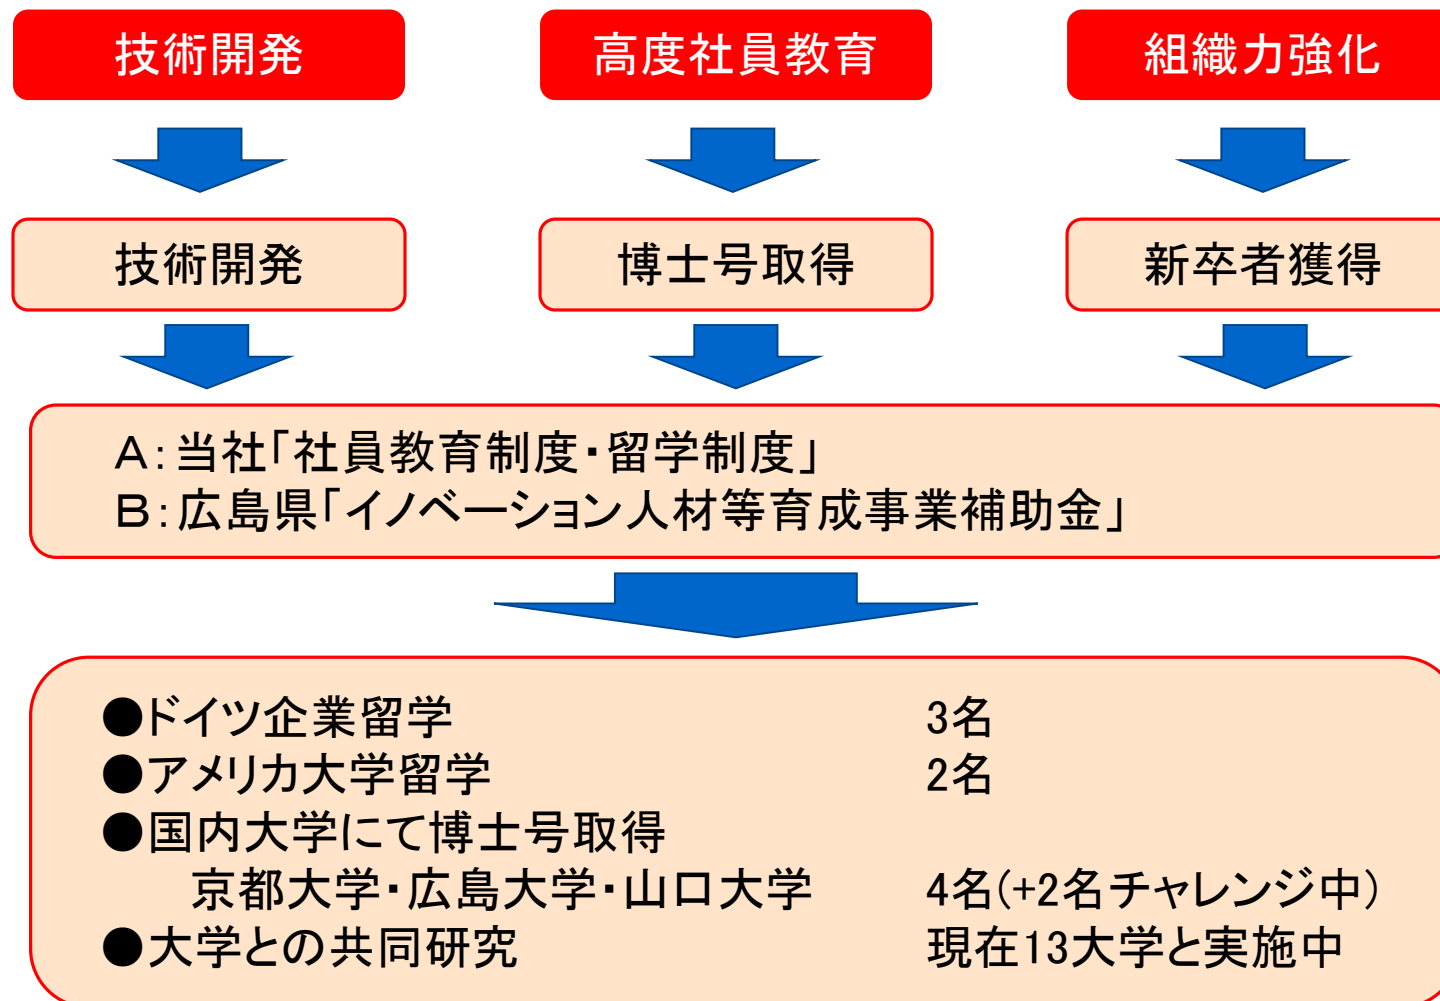 技術開発
高度社員教育
組織力強化
技術開発
博士号取得
新卒者獲得
A:当社「社員教育制度・留学制度」
B:広島県「イノベーション人材等育成事業補助金」
●ドイツ企業留学 3名
●アメリカ大学留学 2名
●国内大学にて博士号取得
京都大学・広島大学・山口大学 4名(+2名チャレンジ中)
●大学との共同研究 現在13大学と実施中